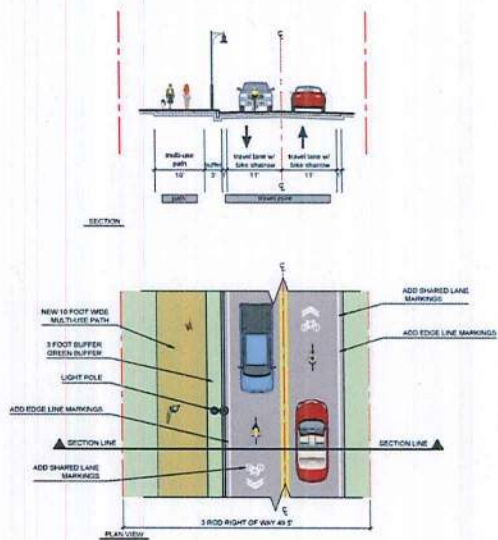 ℄
multi-use
path
10'
buffer
3'
travel lane w/
bike sharrow
11'
travel lane w/
bike sharrow
11'
path
℄
travel zone
SECTION
℄
ADD SHARED LANE
MARKINGS
NEW 10 FOOT WIDE
MULTI-USE PATH
ADD EDGE LINE MARKINGS
3 FOOT BUFFER
GREEN BUFFER
LIGHT POLE
ADD EDGE LINE MARKINGS
SECTION LINE
SECTION LINE
ADD SHARED LANE
MARKINGS
℄
3 ROD RIGHT OF WAY 49.5'
PLAN VIEW